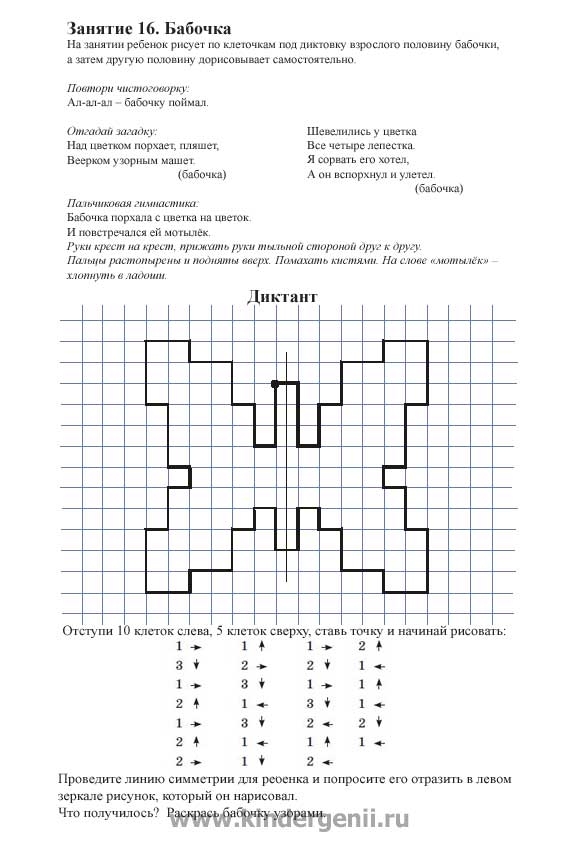 Занятие 16. Бабочка
На занятии ребенок рисует по клеточкам под диктовку взрослого половину бабочки,
а затем другую половину дорисовывает самостоятельно.
Повтори чистоговорку:
Ал-ал-ал – бабочку поймал.
Отгадай загадку:
Над цветком порхает, пляшет,
Веерком узорным машет.
(бабочка)
Шевелились у цветка
Все четыре лепестка.
Я сорвать его хотел,
А он вспорхнул и улетел.
(бабочка)
Пальчиковая гимнастика:
Бабочка порхала с цветка на цветок.
И повстречался ей мотылёк.
Руки крест на крест, прижать руки тыльной стороной друг к другу.
Пальцы растопырены и подняты вверх. Помахать кистями. На слове «мотылёк» –
хлопнуть в ладоши.
Диктант
Отступи 10 клеток слева, 5 клеток сверху, ставь точку и начинай рисовать:
1 → 1 ↑ 1 → 2 ↑
3 ↓ 2 → 2 ↓ 1 ←
1 → 3 ↓ 1 → 1 ↑
2 ↑ 1 ← 3 ↓ 1 ←
1 → 3 ↓ 2 ← 2 ↓
2 ↑ 1 ← 1 ↑ 1 ←
2 → 1 ↓ 2 ←
Проведите линию симметрии для ребенка и попросите его отразить в левом
зеркале рисунок, который он нарисовал.
Что получилось? Раскрась бабочку узорами.
www.kindergenii.ru